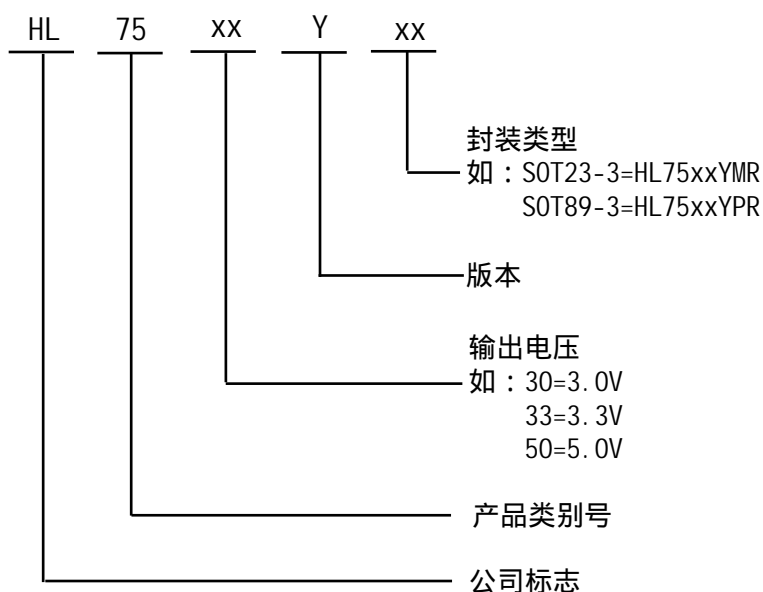 HL 75 xx Y xx
封装类型
如：SOT23-3=HL75xxYMR
SOT89-3=HL75xxYPR
版本
输出电压
如：30=3.0V
33=3.3V
50=5.0V
产品类别号
公司标志